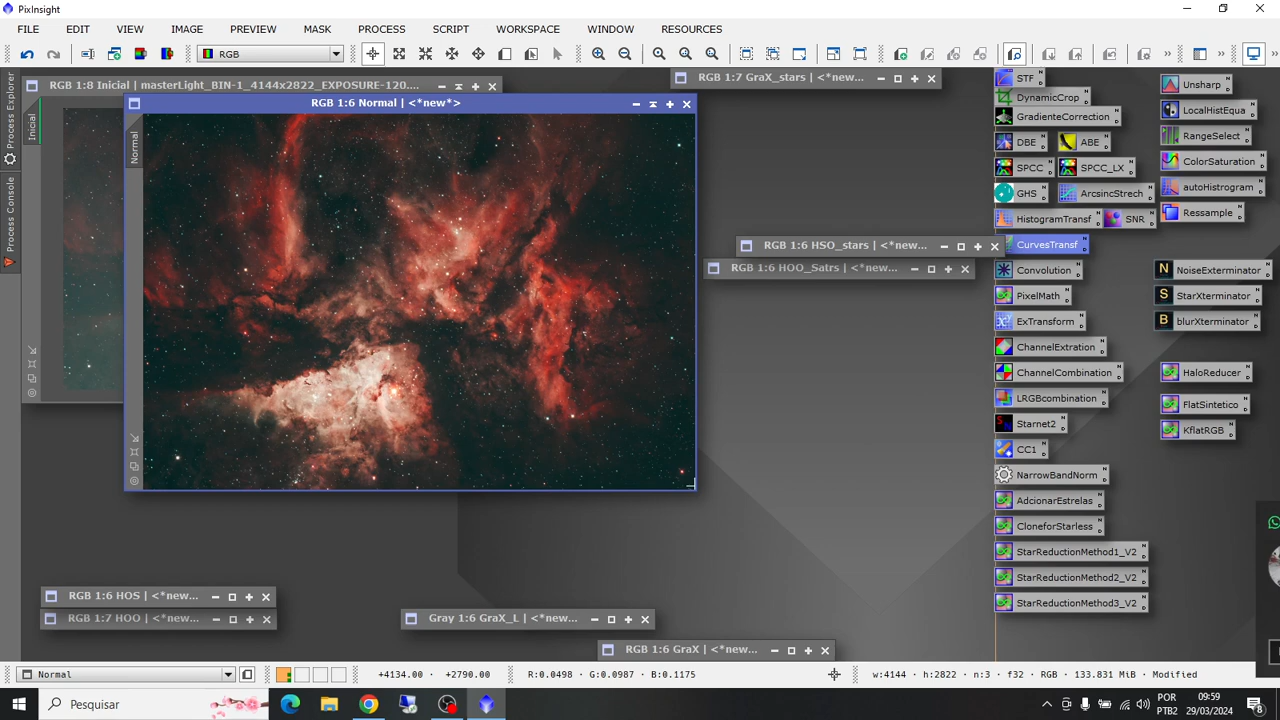 PixInsight
FILE EDIT VIEW IMAGE PREVIEW MASK PROCESS SCRIPT WORKSPACE WINDOW RESOURCES
RGB
Process Explorer
Process Console
RGB 1:8 Inicial | masterLight_BIN-1_4144x2822_EXPOSURE-120....
Inicial
RGB 1:6 Normal | <*new*>
Normal
RGB 1:7 GraX_stars | <*new...
RGB 1:6 HSO_stars | <*new...
RGB 1:6 HOO_Satrs | <*new...
RGB 1:6 HOS | <*new...
RGB 1:7 HOO | <*new...
Gray 1:6 GraX_L | <*new...
RGB 1:6 GraX | <*new...
STF
DynamicCrop
GradienteCorrection
DBE ABE
SPCC SPCC_LX
GHS ArcsincStrech
HistogramTransf SNR
CurvesTransf
Convolution
PixelMath
ExTransform
ChannelExtration
ChannelCombination
LRGBcombination
Starnet2
CC1
NarrowBandNorm
AdcionarEstrelas
CloneforStarless
StarReductionMethod1_V2
StarReductionMethod2_V2
StarReductionMethod3_V2
Unsharp
LocalHistEqua
RangeSelect
ColorSaturation
autoHistogram
Ressample
NoiseExterminator
StarXterminator
blurXterminator
HaloReducer
FlatSintetico
KflatRGB
Normal
+4134.00 +2790.00
R:0.0498 G:0.0987 B:0.1175
w:4144 h:2822 n:3 f32 RGB 133.831 MiB Modified
Pesquisar
POR
PTB2
09:59
29/03/2024
8